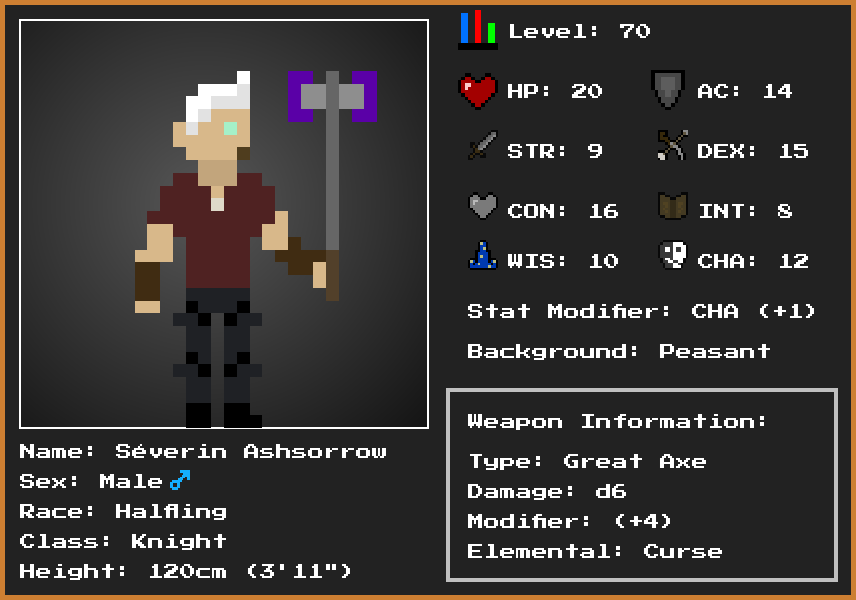 Level: 70
HP: 20 AC: 14
STR: 9 DEX: 15
CON: 16 INT: 8
WIS: 10 CHA: 12
Stat Modifier: CHA (+1)
Background: Peasant
Weapon Information:
Type: Great Axe
Damage: d6
Modifier: (+4)
Elemental: Curse
Name: Séverin Ashsorrow
Sex: Male ♂
Race: Halfling
Class: Knight
Height: 120cm (3'11")